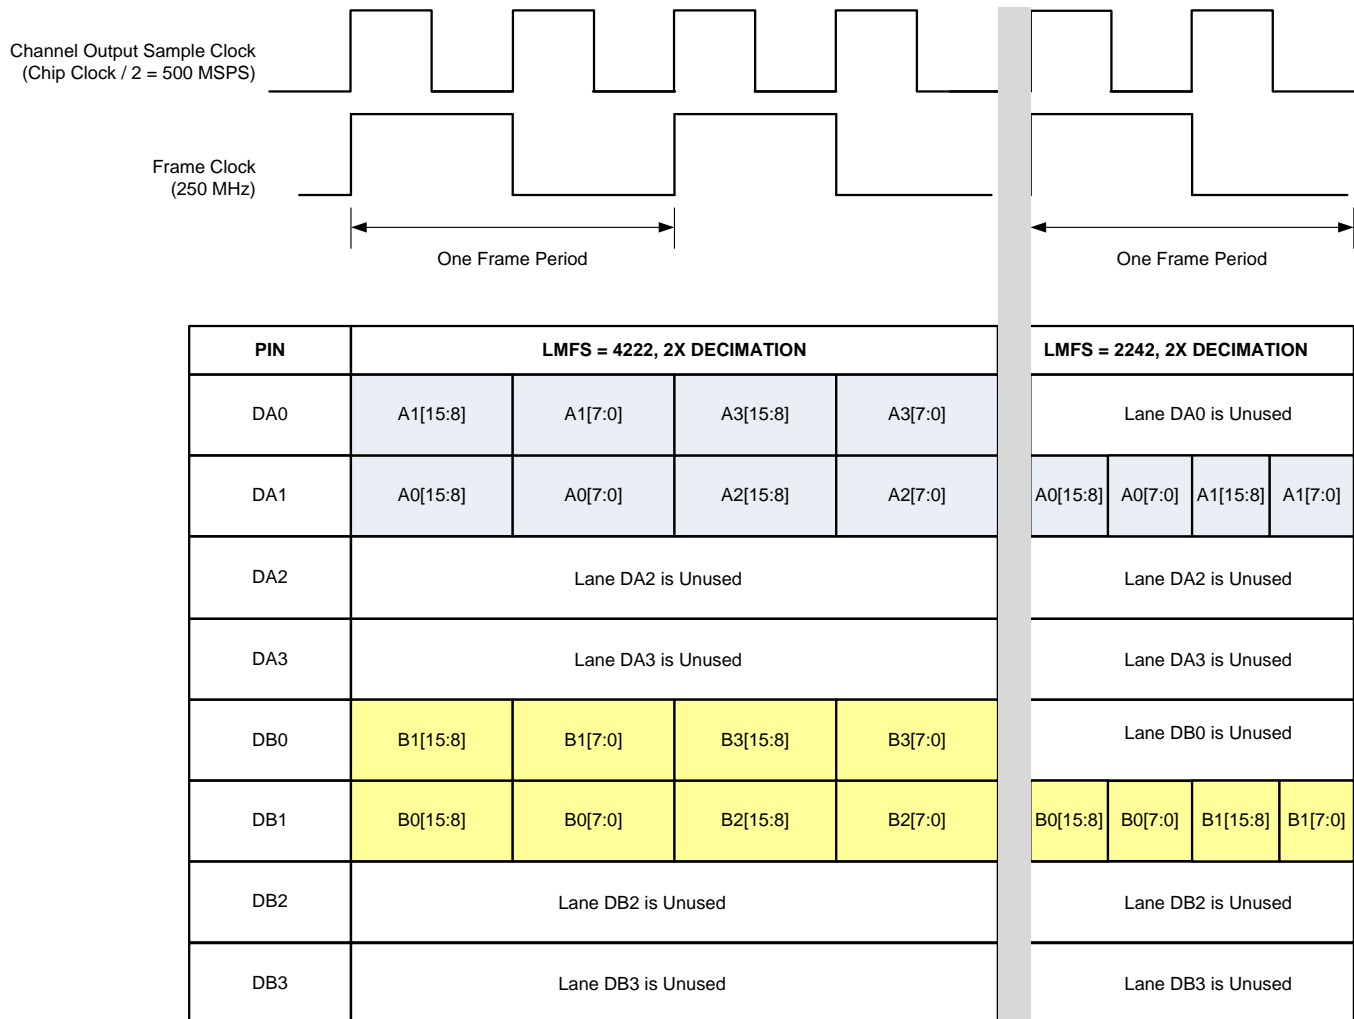 Channel Output Sample Clock
(Chip Clock / 2 = 500 MSPS)
Frame Clock
(250 MHz)
One Frame Period
One Frame Period
PIN
LMFS = 4222, 2X DECIMATION
LMFS = 2242, 2X DECIMATION
DA0
A1[15:8]
A1[7:0]
A3[15:8]
A3[7:0]
Lane DA0 is Unused
DA1
A0[15:8]
A0[7:0]
A2[15:8]
A2[7:0]
A0[15:8]
A0[7:0]
A1[15:8]
A1[7:0]
DA2
Lane DA2 is Unused
Lane DA2 is Unused
DA3
Lane DA3 is Unused
Lane DA3 is Unused
DB0
B1[15:8]
B1[7:0]
B3[15:8]
B3[7:0]
Lane DB0 is Unused
DB1
B0[15:8]
B0[7:0]
B2[15:8]
B2[7:0]
B0[15:8]
B0[7:0]
B1[15:8]
B1[7:0]
DB2
Lane DB2 is Unused
Lane DB2 is Unused
DB3
Lane DB3 is Unused
Lane DB3 is Unused